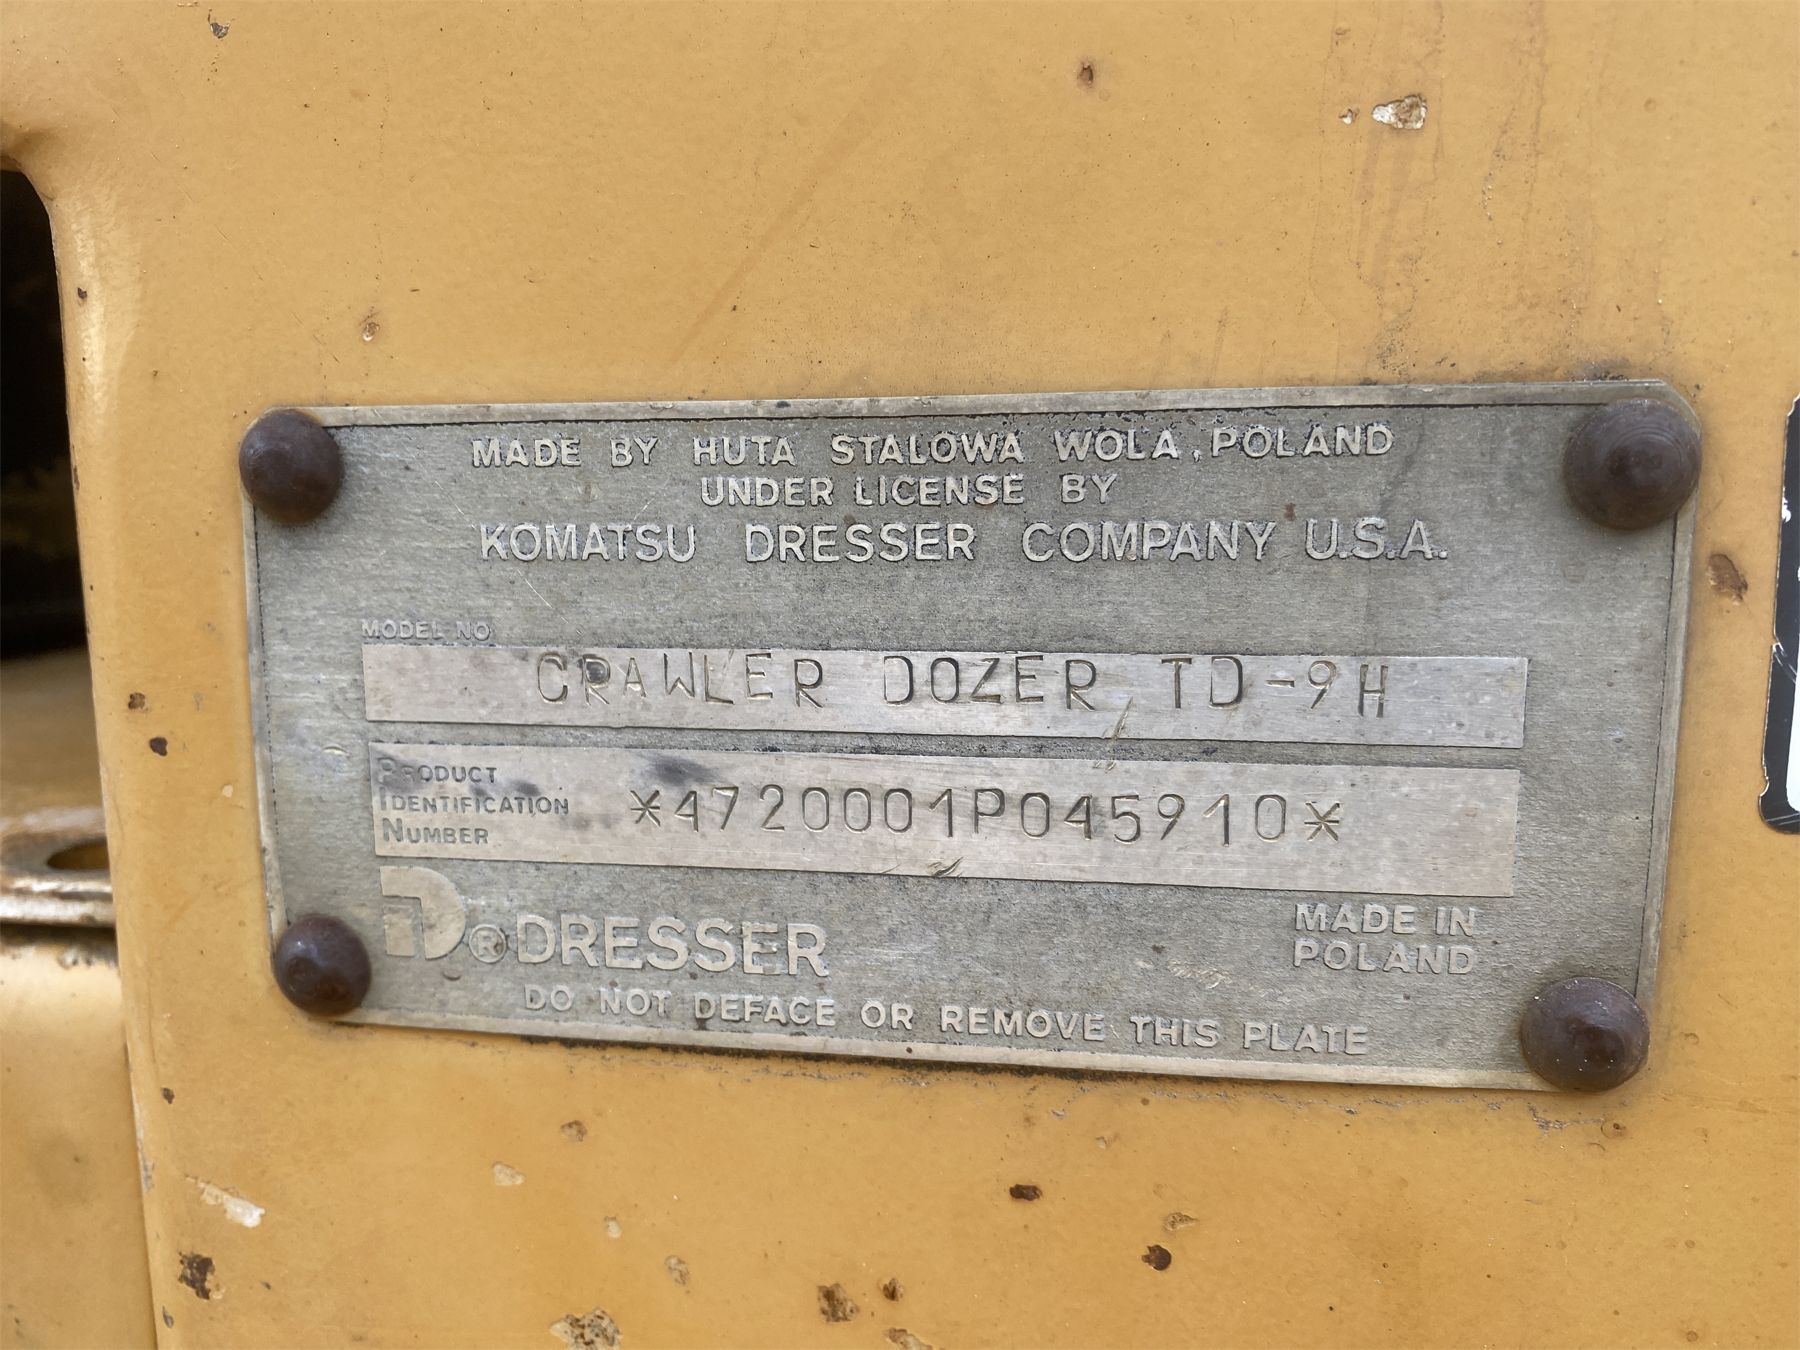 MADE BY HUTA STALOWA WOLA, POLAND
UNDER LICENSE BY
KOMATSU DRESSER COMPANY U.S.A.
MODEL NO
CRAWLER DOZER TD-9H
PRODUCT
IDENTIFICATION
NUMBER
*4720001P045910*
D ® DRESSER
MADE IN
POLAND
DO NOT DEFACE OR REMOVE THIS PLATE